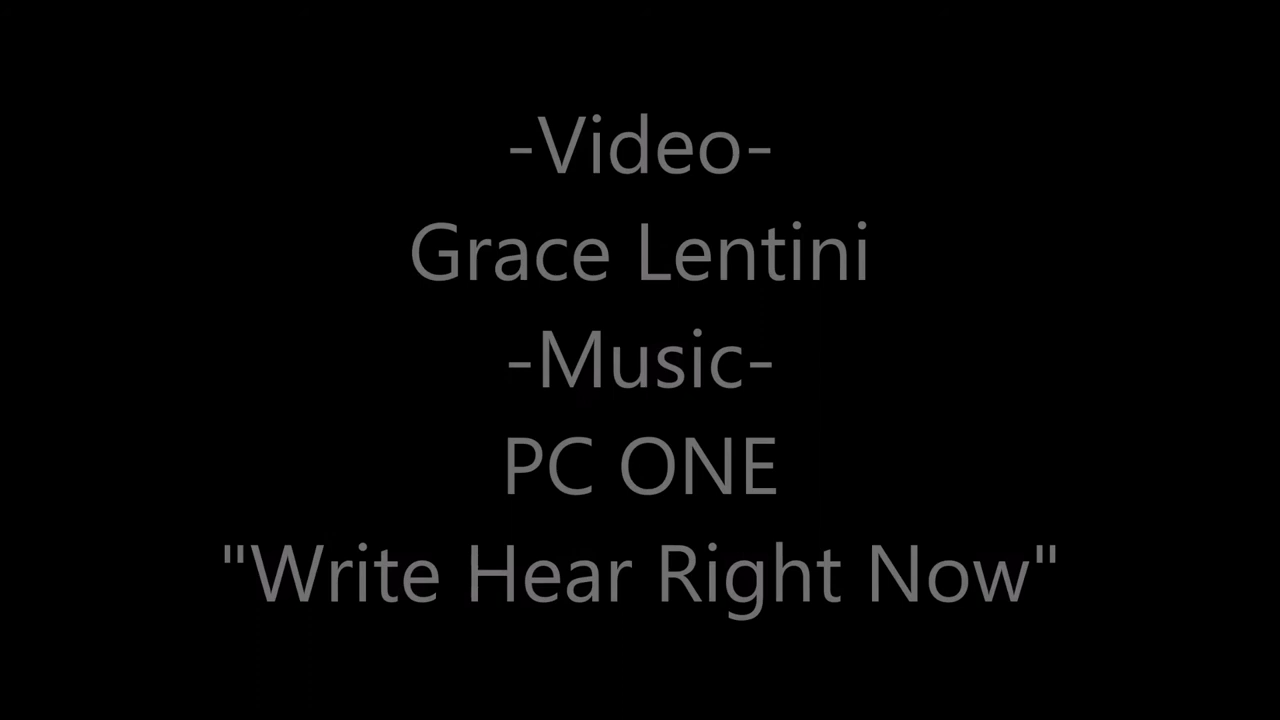 -Video-
Grace Lentini
-Music-
PC ONE
"Write Hear Right Now"